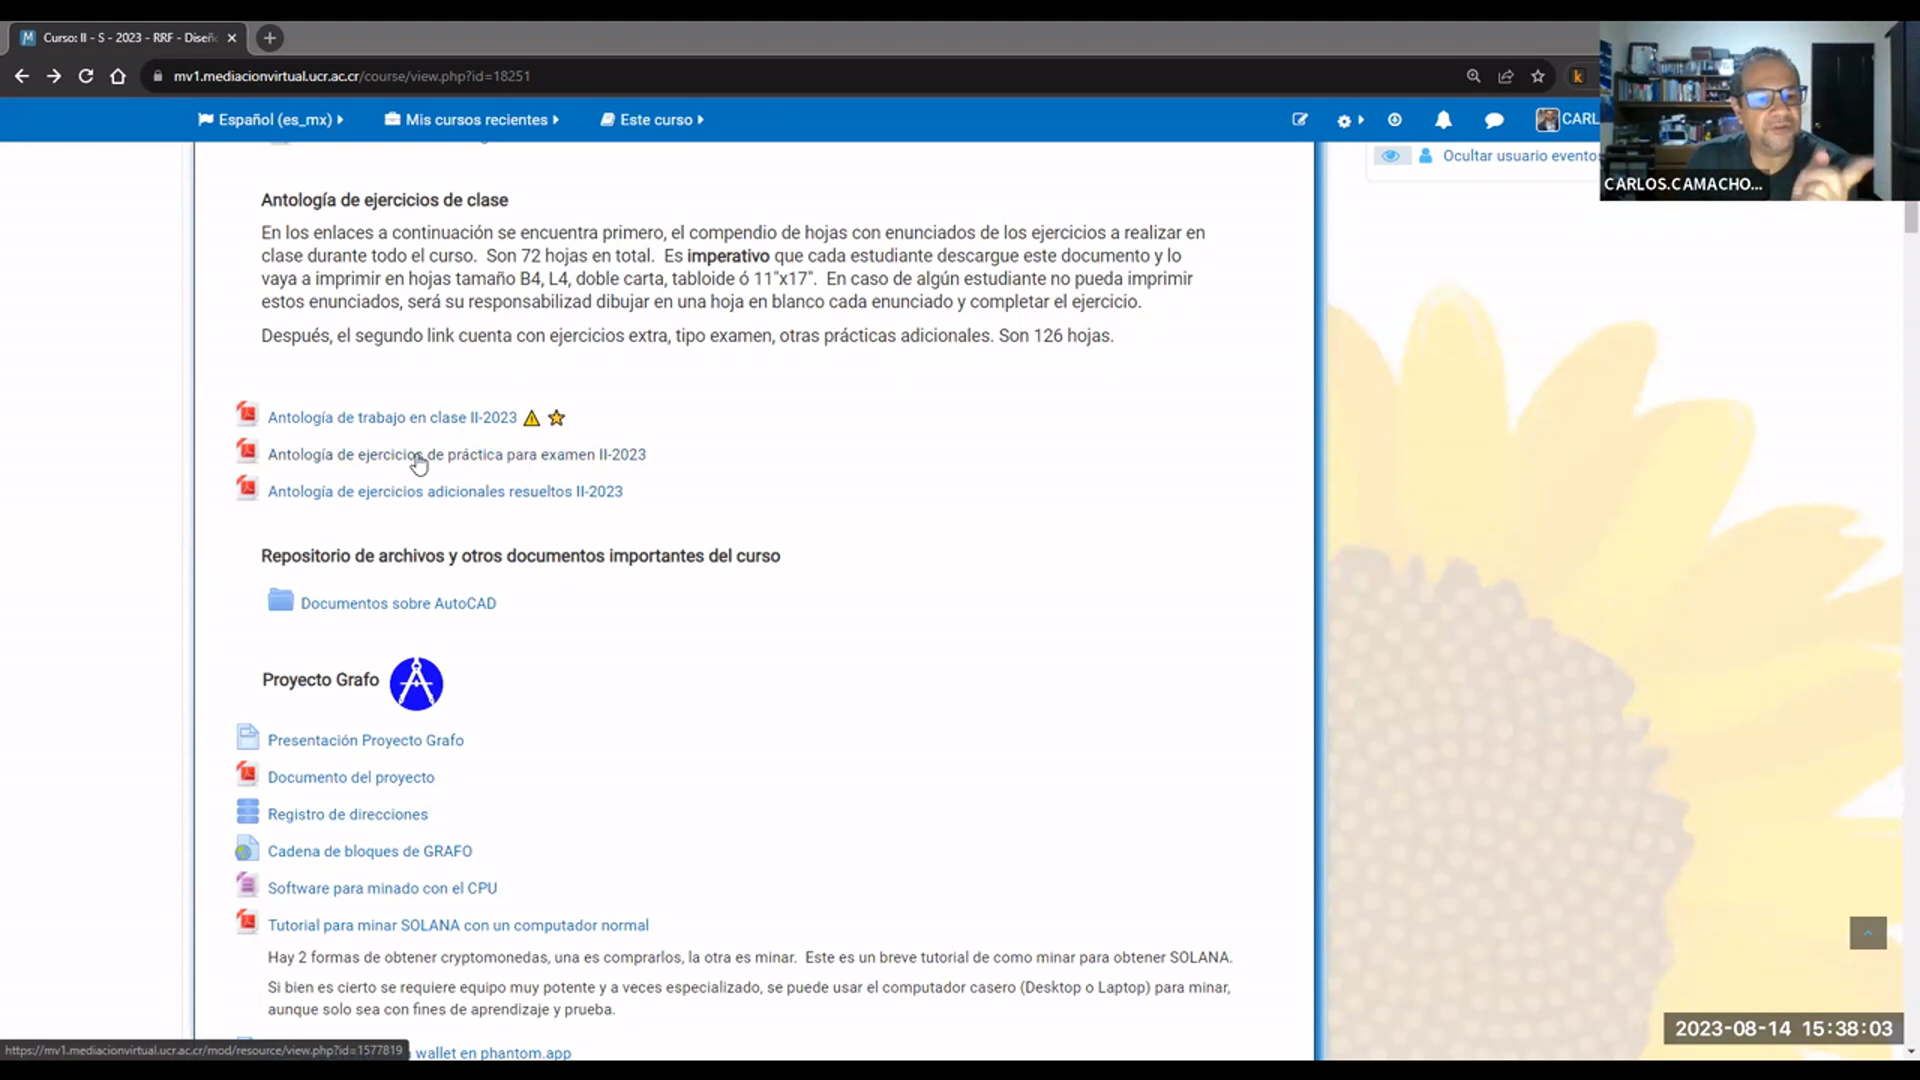 Curso: II - S - 2023 - RRF - Diseñ
mv1.mediacionvirtual.ucr.ac.cr/course/view.php?id=18251
Español (es_mx)
Mis cursos recientes
Este curso
CARL
Ocultar usuario eventos
CARLOS.CAMACHO...
Antología de ejercicios de clase
En los enlaces a continuación se encuentra primero, el compendio de hojas con enunciados de los ejercicios a realizar en
clase durante todo el curso. Son 72 hojas en total. Es imperativo que cada estudiante descargue este documento y lo
vaya a imprimir en hojas tamaño B4, L4, doble carta, tabloide ó 11"x17". En caso de algún estudiante no pueda imprimir
estos enunciados, será su responsabilizad dibujar en una hoja en blanco cada enunciado y completar el ejercicio.
Después, el segundo link cuenta con ejercicios extra, tipo examen, otras prácticas adicionales. Son 126 hojas.
Antología de trabajo en clase II-2023
Antología de ejercicios de práctica para examen II-2023
Antología de ejercicios adicionales resueltos II-2023
Repositorio de archivos y otros documentos importantes del curso
Documentos sobre AutoCAD
Proyecto Grafo
Presentación Proyecto Grafo
Documento del proyecto
Registro de direcciones
Cadena de bloques de GRAFO
Software para minado con el CPU
Tutorial para minar SOLANA con un computador normal
Hay 2 formas de obtener cryptomonedas, una es comprarlos, la otra es minar. Este es un breve tutorial de como minar para obtener SOLANA.
Si bien es cierto se requiere equipo muy potente y a veces especializado, se puede usar el computador casero (Desktop o Laptop) para minar,
aunque solo sea con fines de aprendizaje y prueba.
wallet en phantom.app
https://mv1.mediacionvirtual.ucr.ac.cr/mod/resource/view.php?id=1577819
2023-08-14 15:38:03